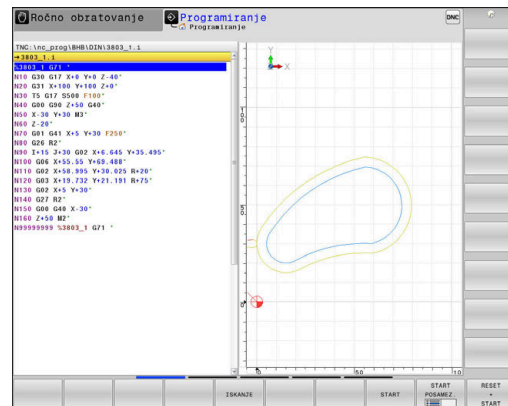 Ročno obratovanje
Programiranje
Programiranje
DNC
TNC:\nc_prog\BHB\DIN\3803_1.i
→3803_1.i
%3803_1 G71 *
N10 G30 G17 X+0 Y+0 Z-40*
N20 G31 X+100 Y+100 Z+0*
N30 T5 G17 S500 F100*
N40 G00 G90 Z+50 G40*
N50 X-30 Y+30 M3*
N60 Z-20*
N70 G01 G41 X+5 Y+30 F250*
N80 G26 R2*
N90 I+15 J+30 G02 X+6.645 Y+35.495*
N100 G06 X+55.55 Y+69.488*
N110 G02 X+58.995 Y+30.025 R+20*
N120 G03 X+19.732 Y+21.191 R+75*
N130 G02 X+5 Y+30*
N140 G27 R2*
N150 G00 G40 X-30*
N160 Z+50 M2*
N99999999 %3803_1 G71 *
Y
X
100
50
0
0
50
10
ISKANJE
START
START POSAMEZ.
RESET + START